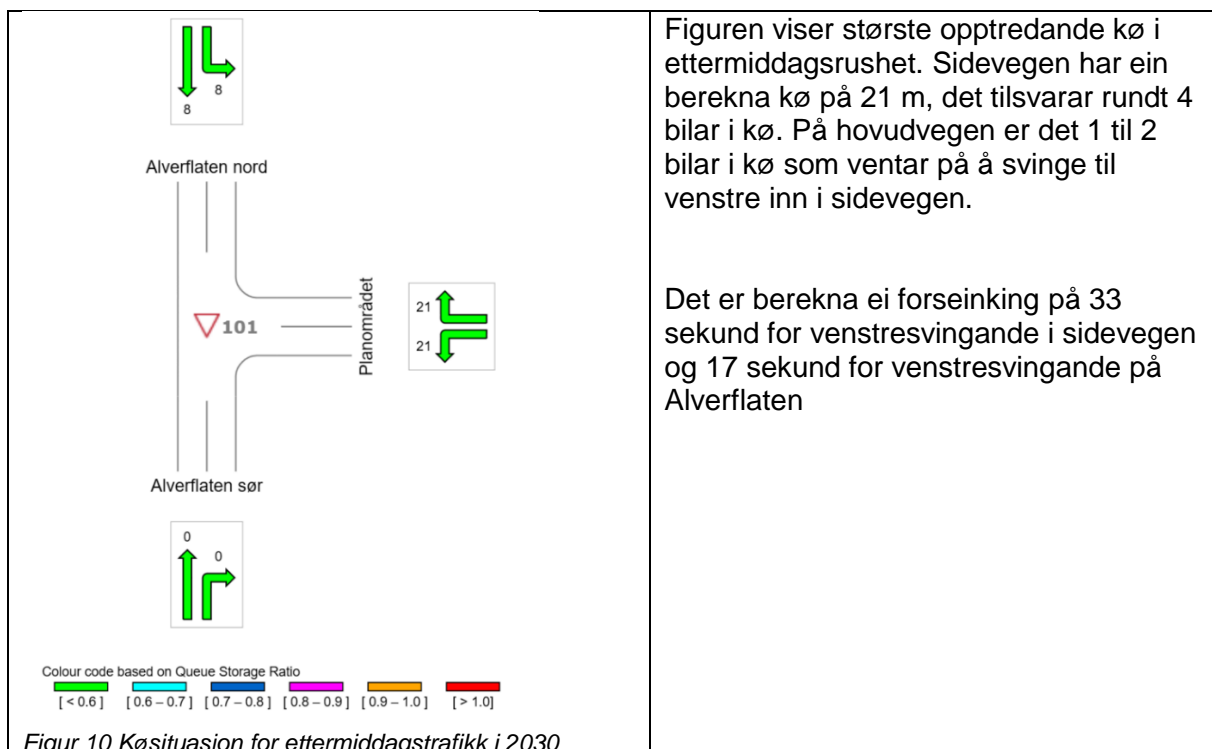 8
8
Alverflaten nord
101
Planområdet
21
21
Alverflaten sør
0
0
Colour code based on Queue Storage Ratio
[ < 0.6 ] [ 0.6 – 0.7 ] [ 0.7 – 0.8 ] [ 0.8 – 0.9 ] [ 0.9 – 1.0 ] [ > 1.0]
Figur 10 Køsituasjon for ettermiddagstrafikk i 2030
Figuren viser største opptredande kø i
ettermiddagsrushet. Sidevegen har ein
berekna kø på 21 m, det tilsvarar rundt 4
bilar i kø. På hovudvegen er det 1 til 2
bilar i kø som ventar på å svinge til
venstre inn i sidevegen.
Det er berekna ei forseinking på 33
sekund for venstresvingande i sidevegen
og 17 sekund for venstresvingande på
Alverflaten